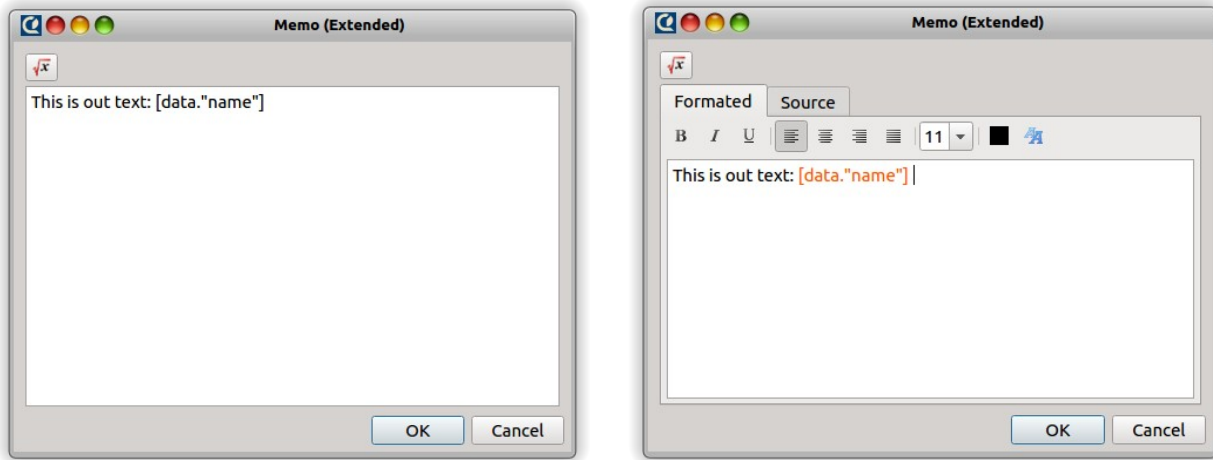 Memo (Extended)
√x
This is out text: [data."name"]
OK Cancel
Memo (Extended)
√x
Formated Source
B I U 11 A
This is out text: [data."name"]
OK Cancel